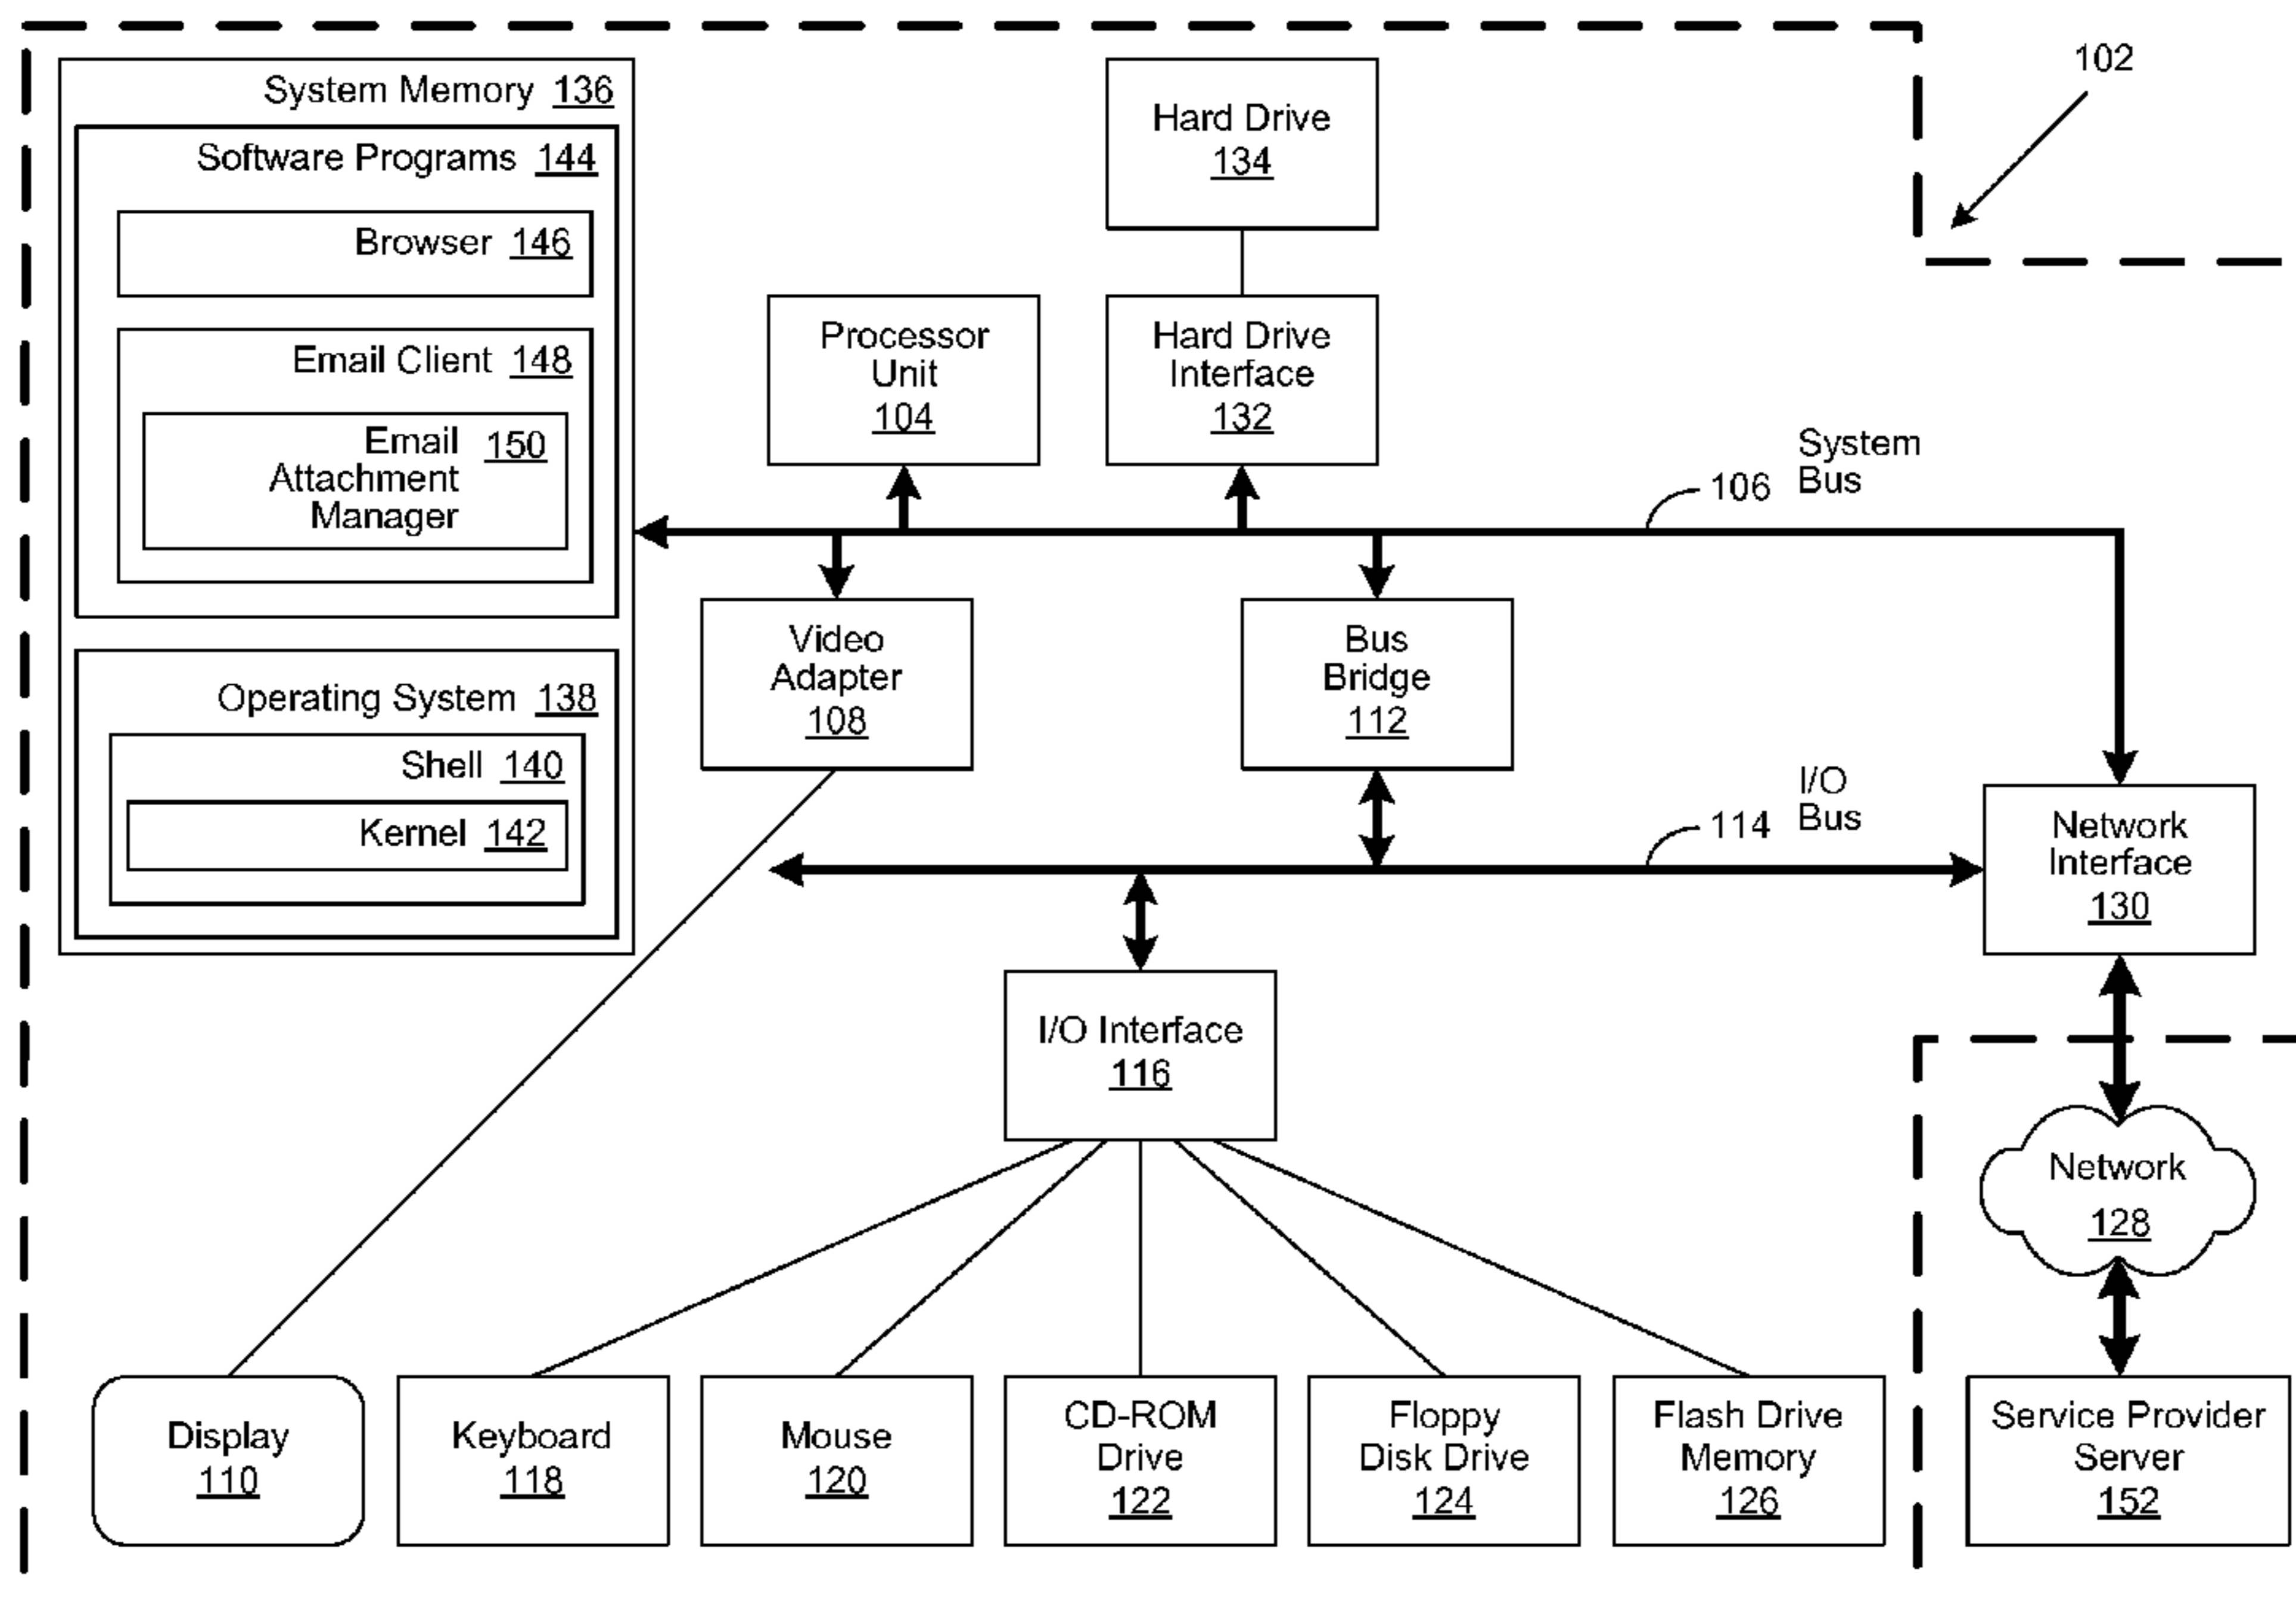 102
System Memory 136
Software Programs 144
Browser 146
Email Client 148
Email 150
Attachment
Manager
Operating System 138
Shell 140
Kernel 142
Hard Drive
134
Processor
Unit
104
Hard Drive
Interface
132
System
106 Bus
Video
Adapter
108
Bus
Bridge
112
I/O
114 Bus
Network
Interface
130
I/O Interface
116
Network
128
Display
110
Keyboard
118
Mouse
120
CD-ROM
Drive
122
Floppy
Disk Drive
124
Flash Drive
Memory
126
Service Provider
Server
152